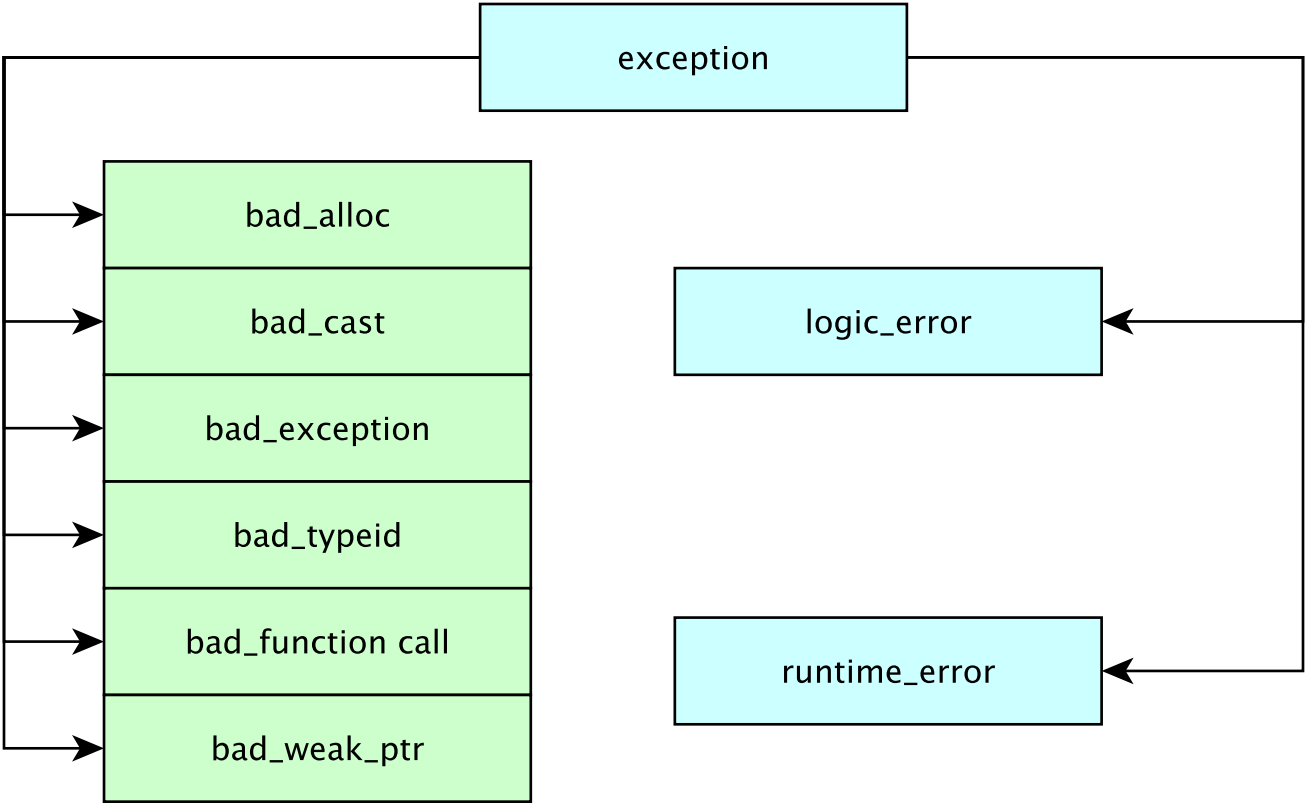 exception
bad_alloc
bad_cast
bad_exception
bad_typeid
bad_function call
bad_weak_ptr
logic_error
runtime_error